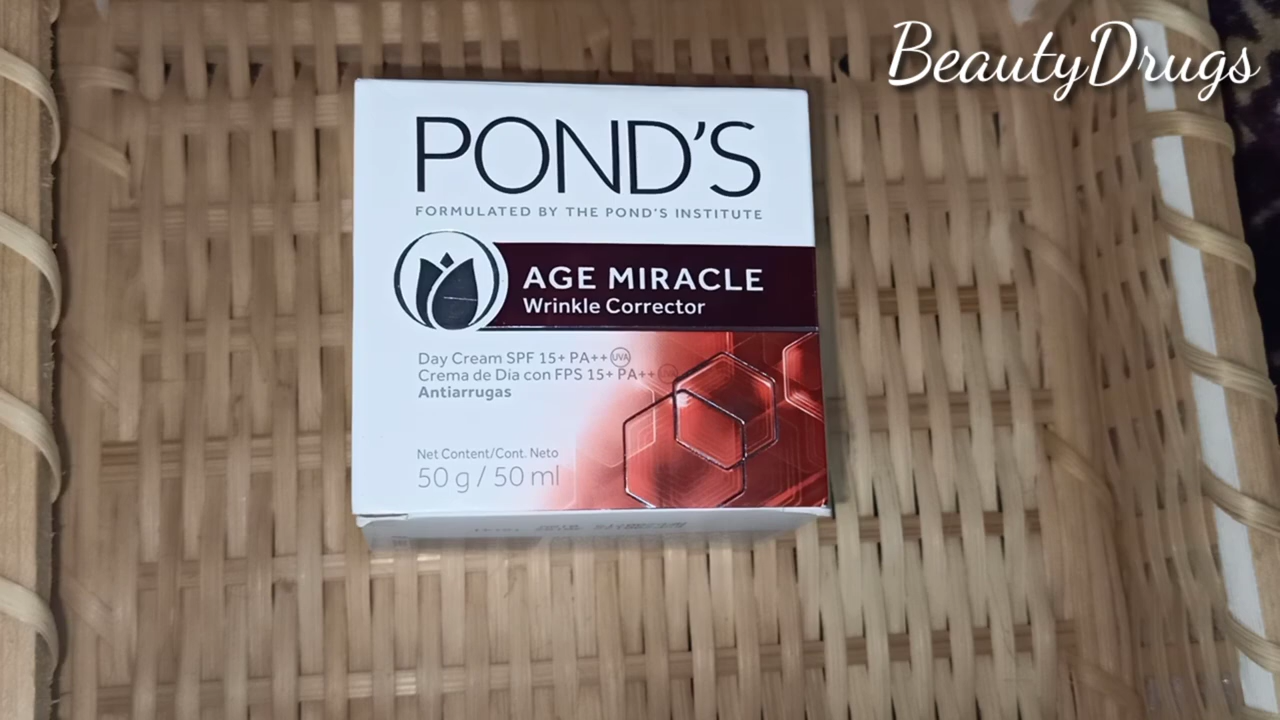 BeautyDrugs
POND'S
FORMULATED BY THE POND'S INSTITUTE
AGE MIRACLE
Wrinkle Corrector
Day Cream SPF 15+ PA++ UVA
Crema de Día con FPS 15+ PA++ UVA
Antiarrugas
Net Content/Cont. Neto
50 g / 50 ml